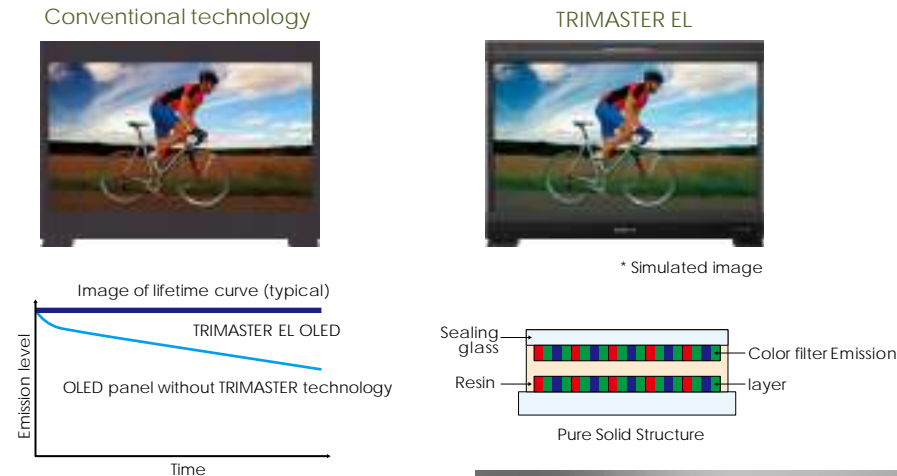 Conventional technology
TRIMASTER EL
* Simulated image
Image of lifetime curve (typical)
TRIMASTER EL OLED
OLED panel without TRIMASTER technology
Emission level
Time
Sealing
glass
Color filter Emission
Resin
layer
Pure Solid Structure